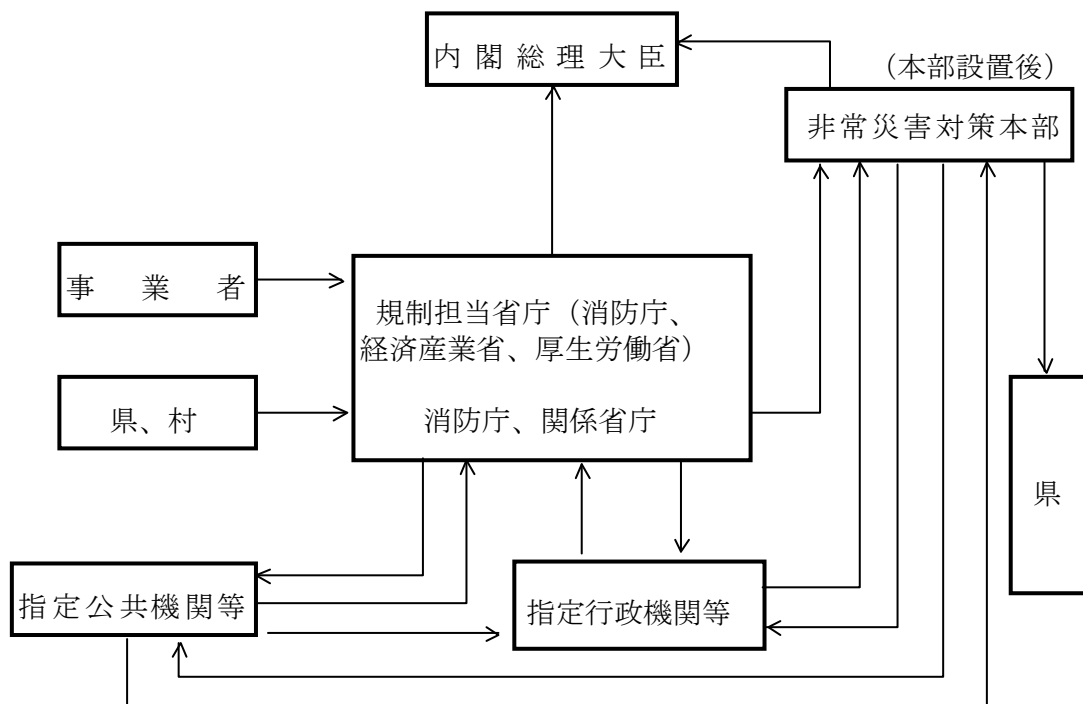 内閣総理大臣
（本部設置後）
非常災害対策本部
事業者
規制担当省庁（消防庁、
経済産業省、厚生労働省）
県、村
消防庁、関係省庁
県
指定公共機関等
指定行政機関等